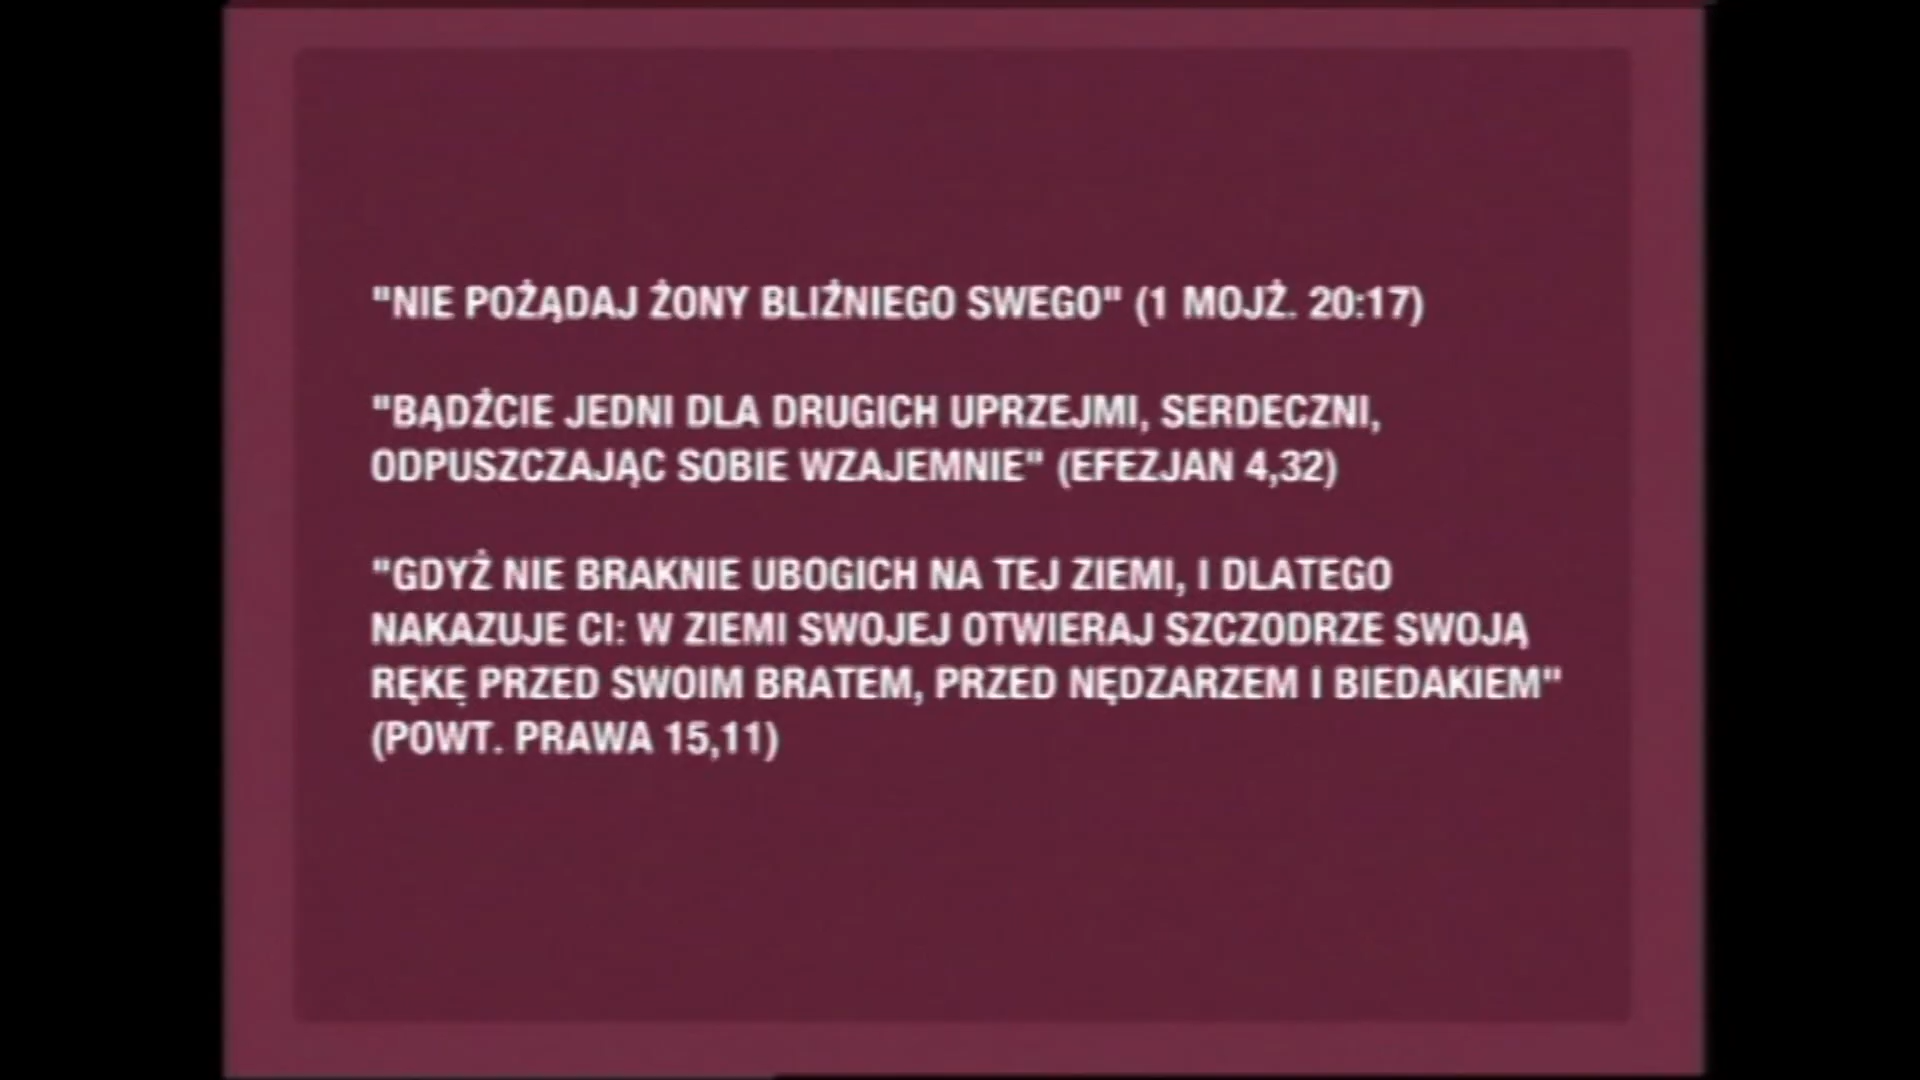 "NIE POŻĄDAJ ŻONY BLIŹNIEGO SWEGO" (1 MOJŻ. 20:17)
"BĄDŹCIE JEDNI DLA DRUGICH UPRZEJMI, SERDECZNI,
ODPUSZCZAJĄC SOBIE WZAJEMNIE" (EFEZJAN 4,32)
"GDYŻ NIE BRAKNIE UBOGICH NA TEJ ZIEMI, I DLATEGO
NAKAZUJE CI: W ZIEMI SWOJEJ OTWIERAJ SZCZODRZE SWOJĄ
RĘKĘ PRZED SWOIM BRATEM, PRZED NĘDZARZEM I BIEDAKIEM"
(POWT. PRAWA 15,11)